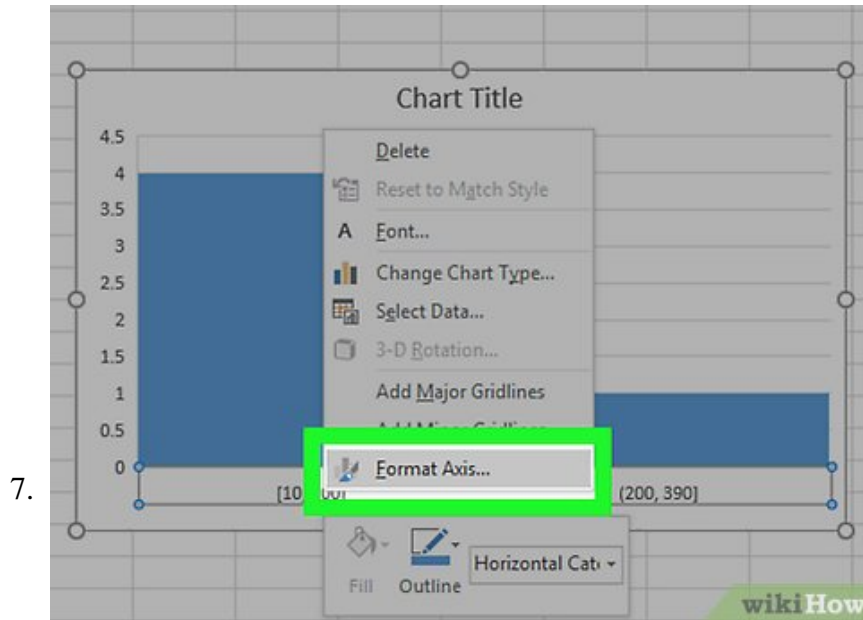 Chart Title
4.5
4
3.5
3
2.5
2
1.5
1
0.5
0
Delete
Reset to Match Style
A Font...
Change Chart Type...
Select Data...
3-D Rotation...
Add Major Gridlines
Format Axis...
[10
(200, 390]
Fill
Outline
Horizontal Cat
7.
wikiHow